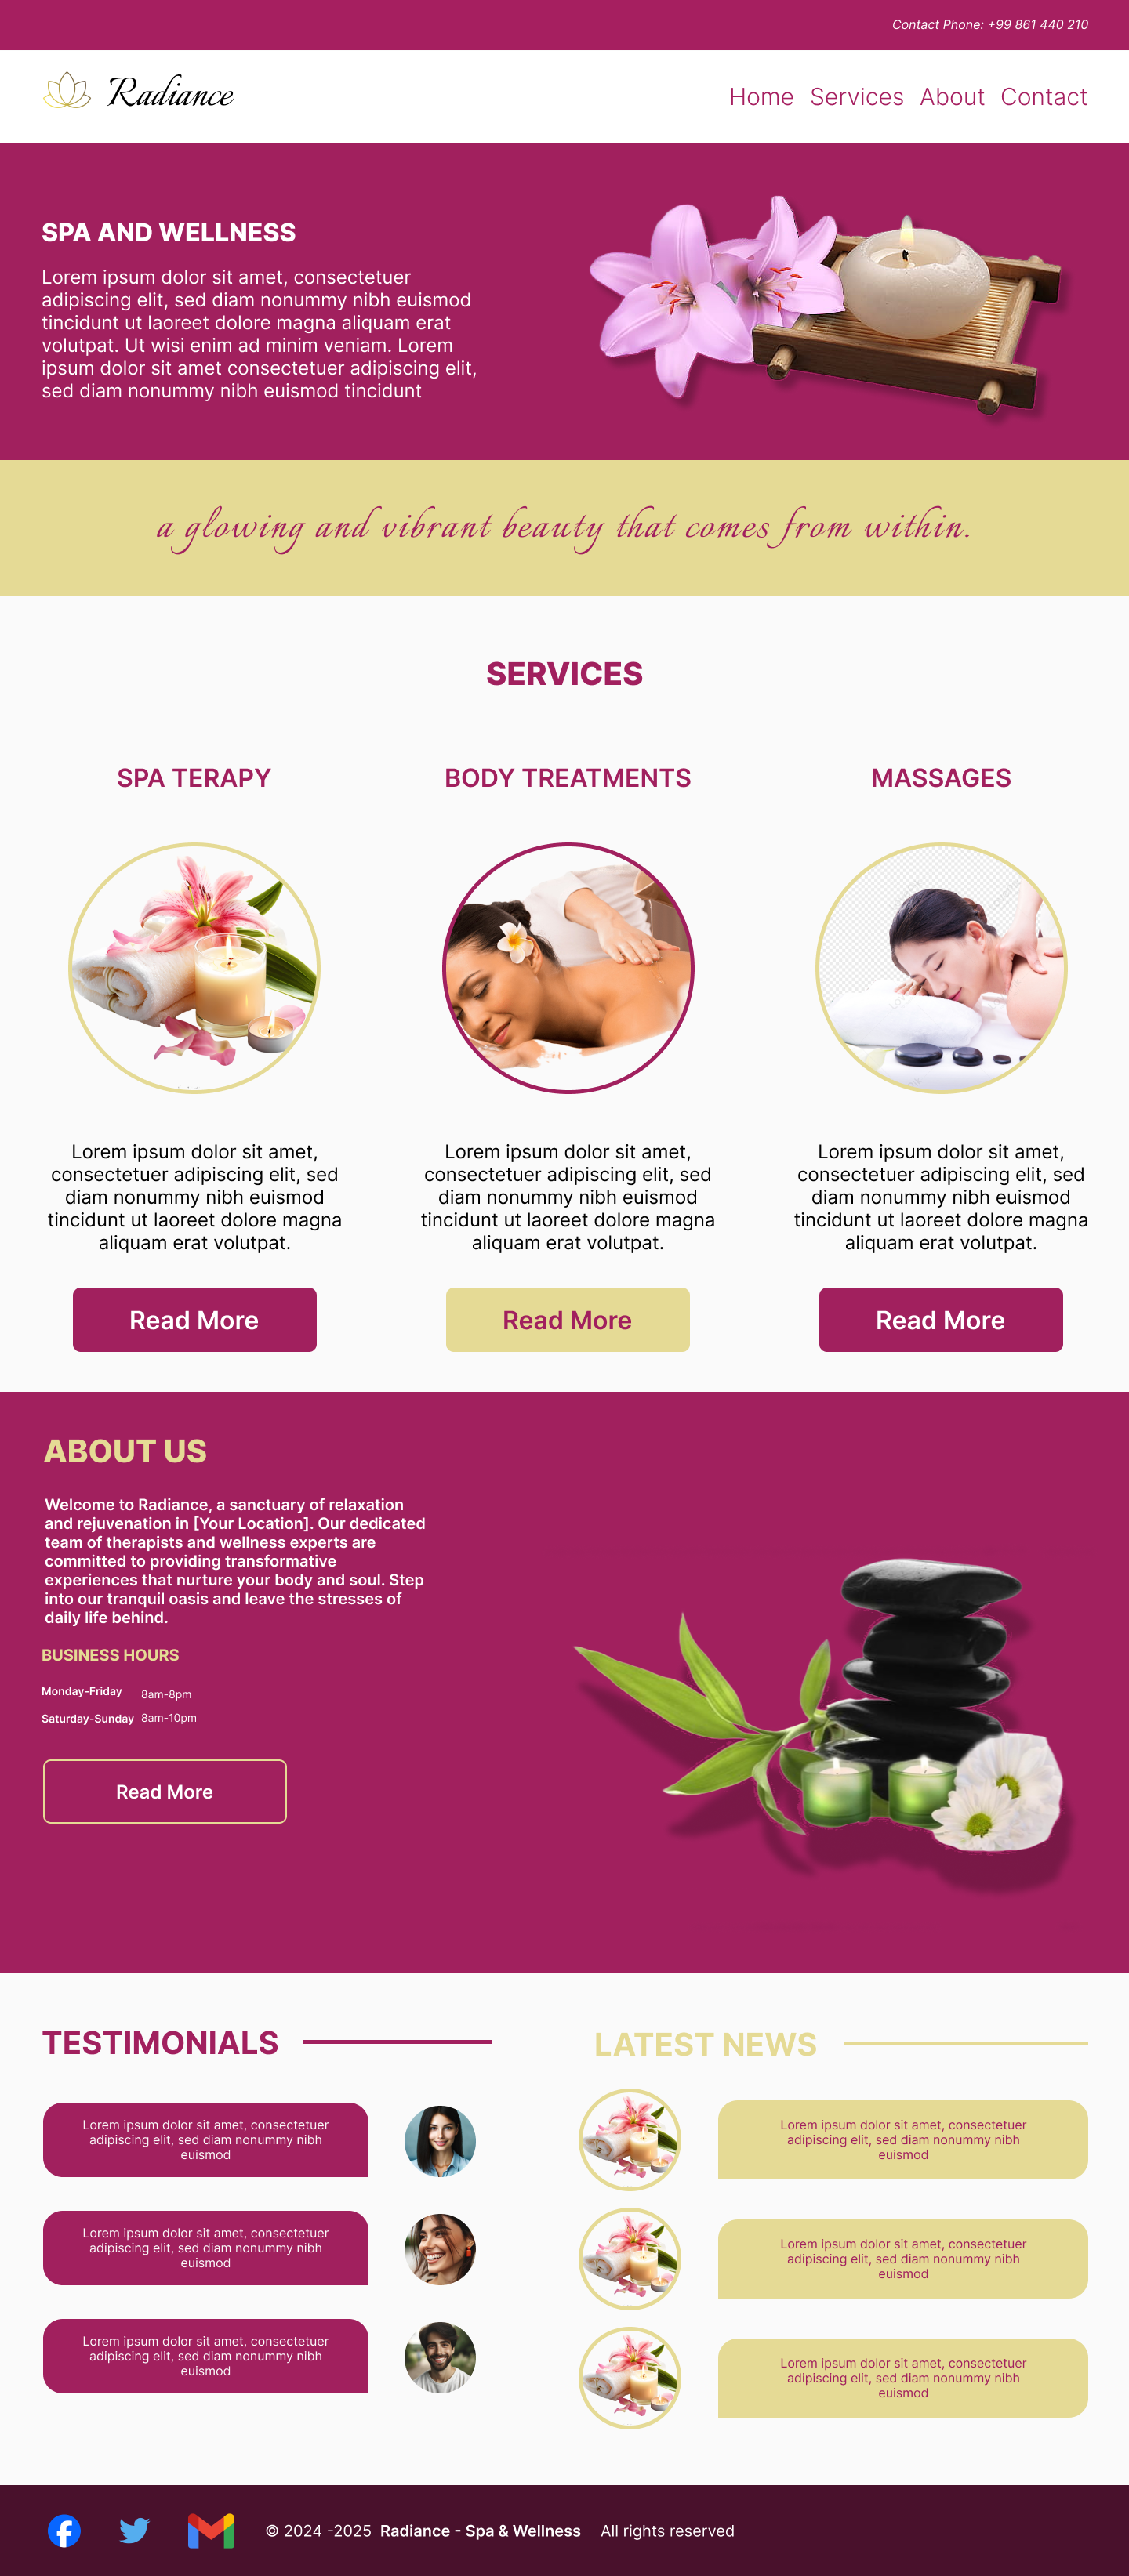 Contact Phone: +99 861 440 210
Radiance
Home Services About Contact
SPA AND WELLNESS
Lorem ipsum dolor sit amet, consectetuer
adipiscing elit, sed diam nonummy nibh euismod
tincidunt ut laoreet dolore magna aliquam erat
volutpat. Ut wisi enim ad minim veniam. Lorem
ipsum dolor sit amet consectetuer adipiscing elit,
sed diam nonummy nibh euismod tincidunt
a glowing and vibrant beauty that comes from within.
SERVICES
SPA TERAPY
Lorem ipsum dolor sit amet,
consectetuer adipiscing elit, sed
diam nonummy nibh euismod
tincidunt ut laoreet dolore magna
aliquam erat volutpat.
Read More
BODY TREATMENTS
Lorem ipsum dolor sit amet,
consectetuer adipiscing elit, sed
diam nonummy nibh euismod
tincidunt ut laoreet dolore magna
aliquam erat volutpat.
Read More
MASSAGES
Lorem ipsum dolor sit amet,
consectetuer adipiscing elit, sed
diam nonummy nibh euismod
tincidunt ut laoreet dolore magna
aliquam erat volutpat.
Read More
ABOUT US
Welcome to Radiance, a sanctuary of relaxation
and rejuvenation in [Your Location]. Our dedicated
team of therapists and wellness experts are
committed to providing transformative
experiences that nurture your body and soul. Step
into our tranquil oasis and leave the stresses of
daily life behind.
BUSINESS HOURS
Monday-Friday 8am-8pm
Saturday-Sunday 8am-10pm
Read More
TESTIMONIALS
Lorem ipsum dolor sit amet, consectetuer
adipiscing elit, sed diam nonummy nibh
euismod
Lorem ipsum dolor sit amet, consectetuer
adipiscing elit, sed diam nonummy nibh
euismod
Lorem ipsum dolor sit amet, consectetuer
adipiscing elit, sed diam nonummy nibh
euismod
LATEST NEWS
Lorem ipsum dolor sit amet, consectetuer
adipiscing elit, sed diam nonummy nibh
euismod
Lorem ipsum dolor sit amet, consectetuer
adipiscing elit, sed diam nonummy nibh
euismod
Lorem ipsum dolor sit amet, consectetuer
adipiscing elit, sed diam nonummy nibh
euismod
© 2024 -2025 Radiance - Spa & Wellness All rights reserved